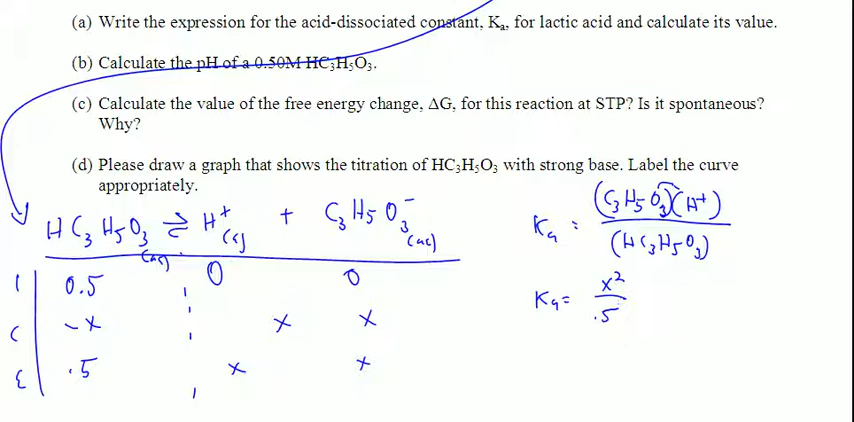 (a) Write the expression for the acid-dissociated constant, Kₐ, for lactic acid and calculate its value.
(b) Calculate the pH of a 0.50M HC₃H₅O₃.
(c) Calculate the value of the free energy change, ΔG, for this reaction at STP? Is it spontaneous?
Why?
(d) Please draw a graph that shows the titration of HC₃H₅O₃ with strong base. Label the curve
appropriately.
HC₃H₅O₃ (aq) ⇌ H⁺ (aq) + C₃H₅O₃⁻ (aq)
I 0.5 0 0
C -x x x
E .5 x x
Kₐ = (C₃H₅O₃⁻)(H⁺) / (HC₃H₅O₃)
Kₐ = x² / .5